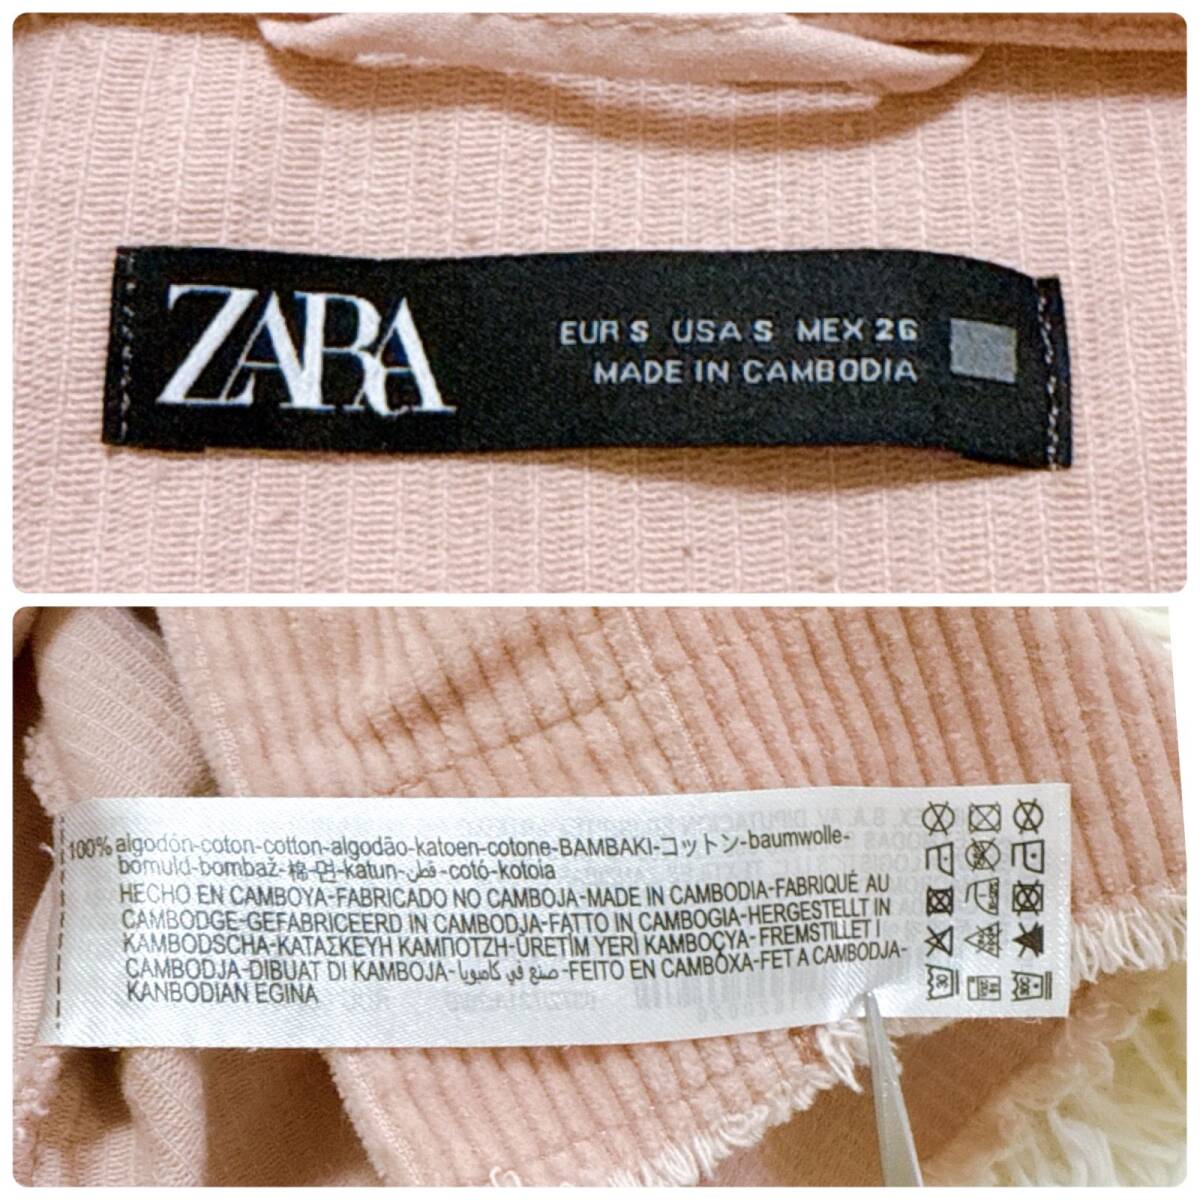 ZARA
EUR S USA S MEX 26
MADE IN CAMBODIA
100% algodón-coton-cotton-algodão-katoen-cotone-BAMBAKI-コットン-baumwolle-
bomuld-bombaž-棉-면-katun-قطن-cotó-kotoia
HECHO EN CAMBOYA-FABRICADO NO CAMBOJA-MADE IN CAMBODIA-FABRIQUÉ AU
CAMBODGE-GEFABRICEERD IN CAMBODJA-FATTO IN CAMBOGIA-HERGESTELLT IN
KAMBODSCHA-ΚΑΤΑΣΚΕΥΗ ΚΑΜΠΟΤΖΗ-ÜRETİM YERİ KAMBOÇYA-FREMSTILLET I
CAMBODJA-DIBUAT DI KAMBOJA-صنع في كامبوديا-FEITO EN CAMBOXA-FET A CAMBODJA-
KANBODIAN EGINA
30